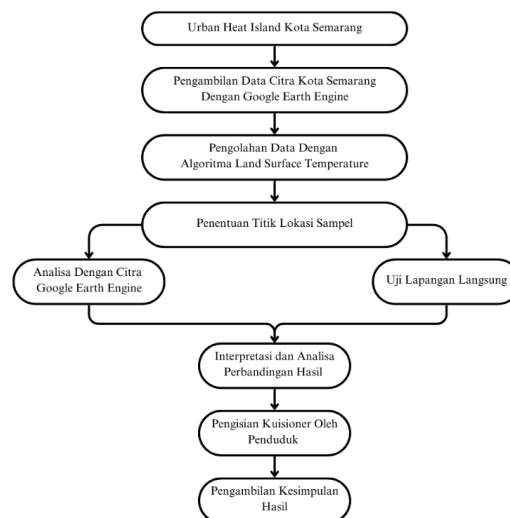 Urban Heat Island Kota Semarang
Pengambilan Data Citra Kota Semarang
Dengan Google Earth Engine
Pengolahan Data Dengan
Algoritma Land Surface Temperature
Penentuan Titik Lokasi Sampel
Analisa Dengan Citra
Google Earth Engine
Uji Lapangan Langsung
Interpretasi dan Analisa
Perbandingan Hasil
Pengisian Kuisioner Oleh
Penduduk
Pengambilan Kesimpulan
Hasil